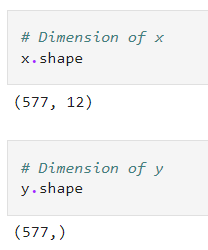 # Dimension of x
x.shape
(577, 12)
# Dimension of y
y.shape
(577,)